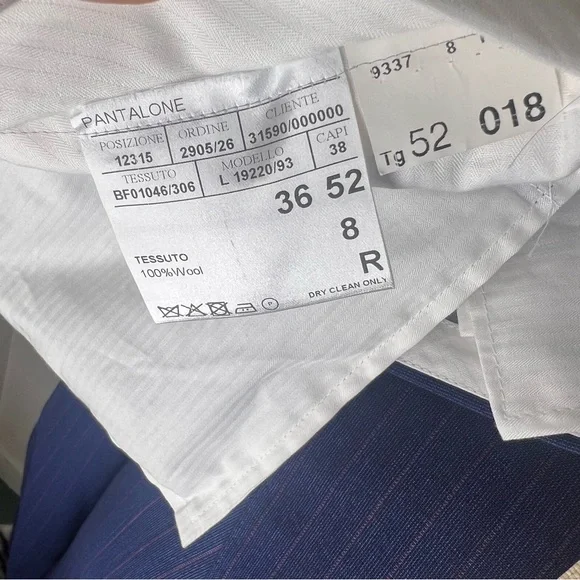 PANTALONE
POSIZIONE ORDINE CLIENTE
12315 2905/26 31590/000000
TESSUTO MODELLO CAPI
BF01046/306 L 19220/93 38
36 52
8
R
TESSUTO
100%Wool
P
DRY CLEAN ONLY
9337 8
Tg 52 018